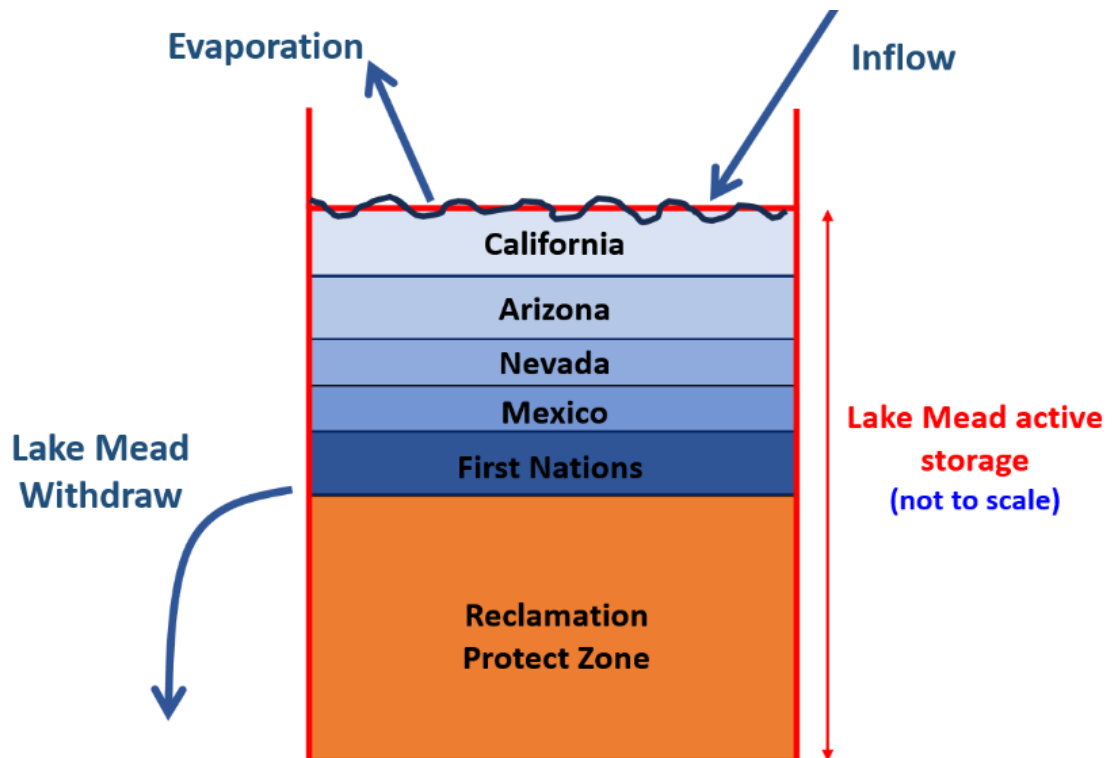 Evaporation
Inflow
California
Arizona
Nevada
Mexico
First Nations
Lake Mead
Withdraw
Lake Mead active
storage
(not to scale)
Reclamation
Protect Zone